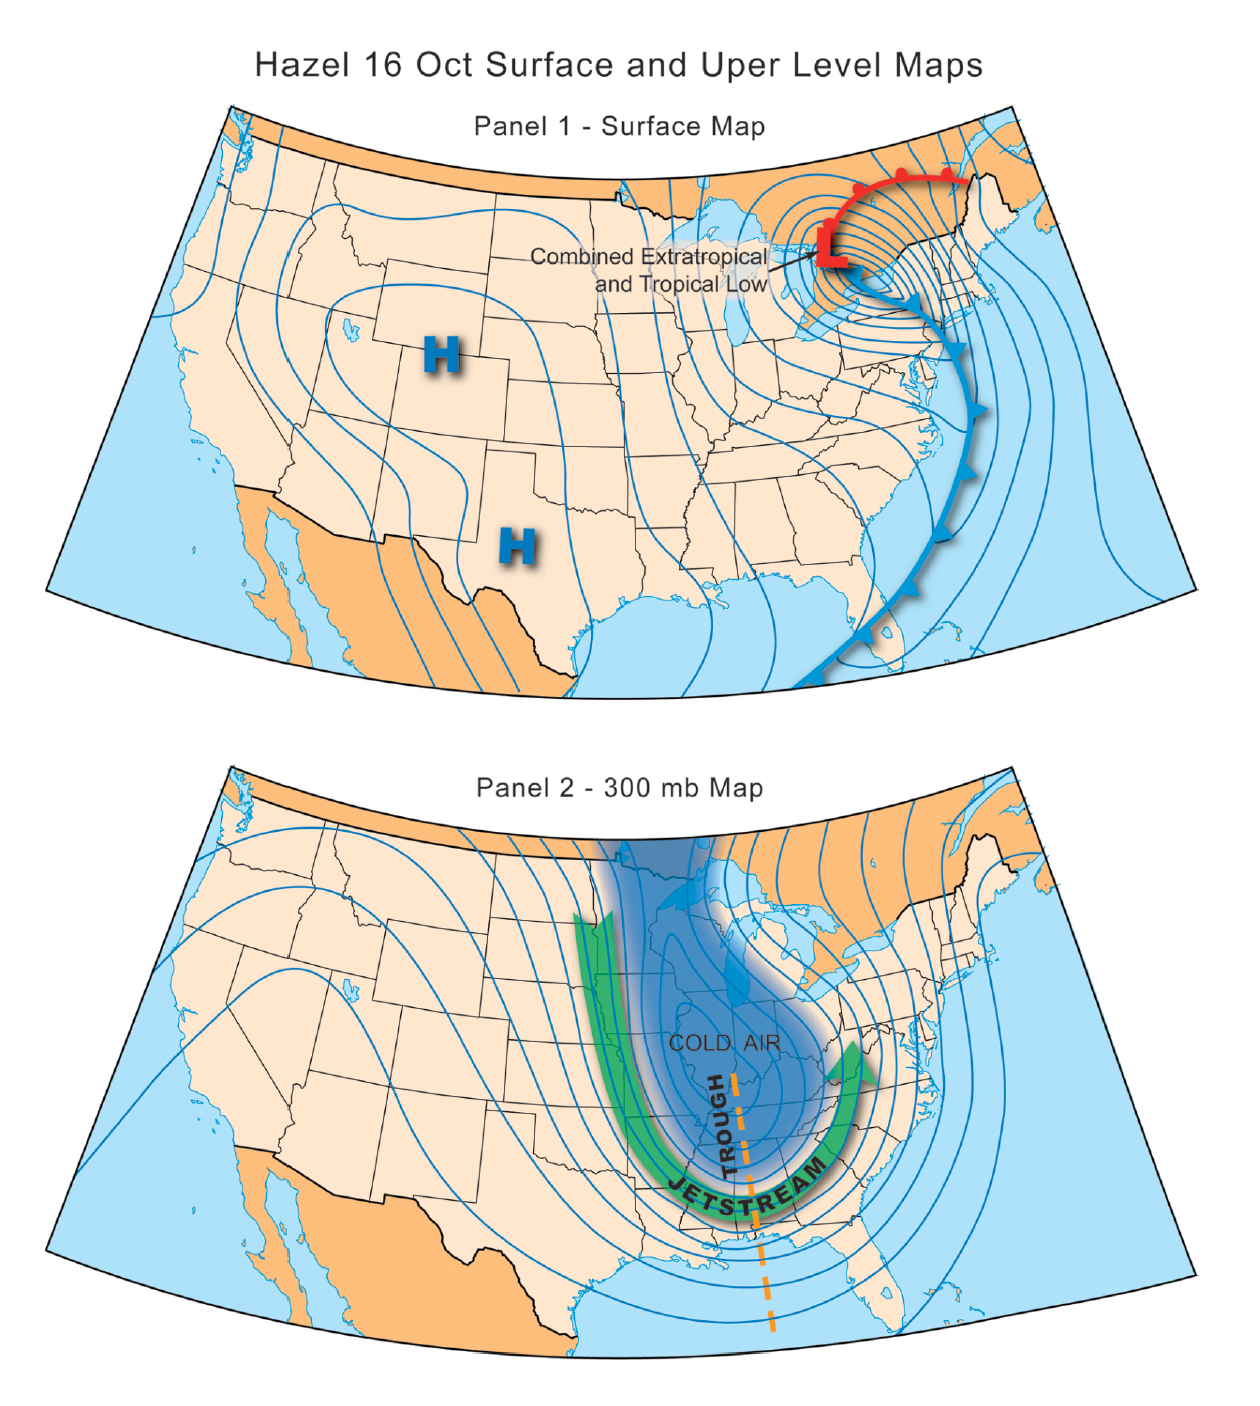 Hazel 16 Oct Surface and Uper Level Maps
Panel 1 - Surface Map
Combined Extratropical
and Tropical Low
L
H
H
Panel 2 - 300 mb Map
COLD AIR
TROUGH
JETSTREAM